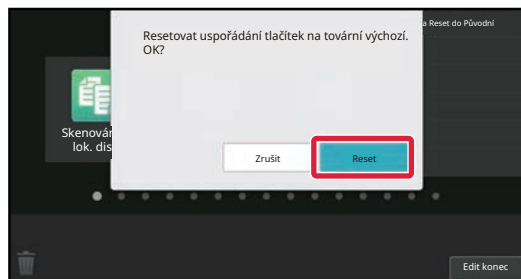 a Reset do Původní
Resetovat uspořádání tlačítek na tovární výchozí.
OK?
Skenovár
lok. dis
Zrušit
Reset
Edit konec